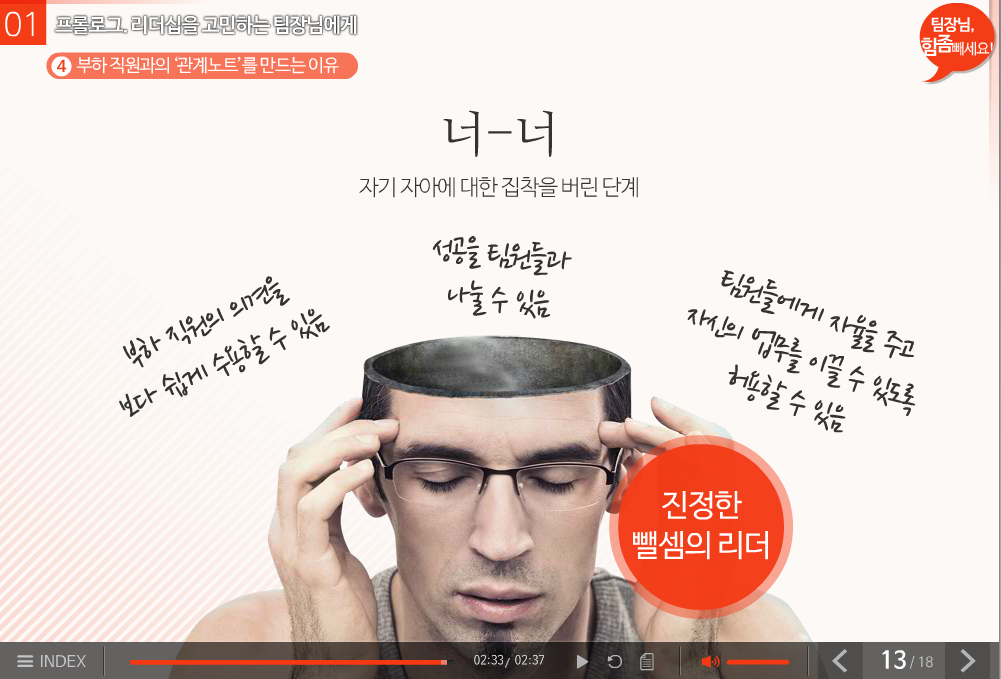 01 프롤로그. 리더십을 고민하는 팀장님에게
팀장님,
힘좀빼세요!
4 부하 직원과의 '관계노트'를 만드는 이유
너-너
자기 자아에 대한 집착을 버린 단계
성공을 팀원들과
나눌 수 있음
부하 직원의 의견을
보다 쉽게 수용할 수 있음
팀원들에게 자율을 주고
자신의 업무를 이끌 수 있도록
허용할 수 있음
진정한
뺄셈의 리더
INDEX 02:33/ 02:37 13 / 18